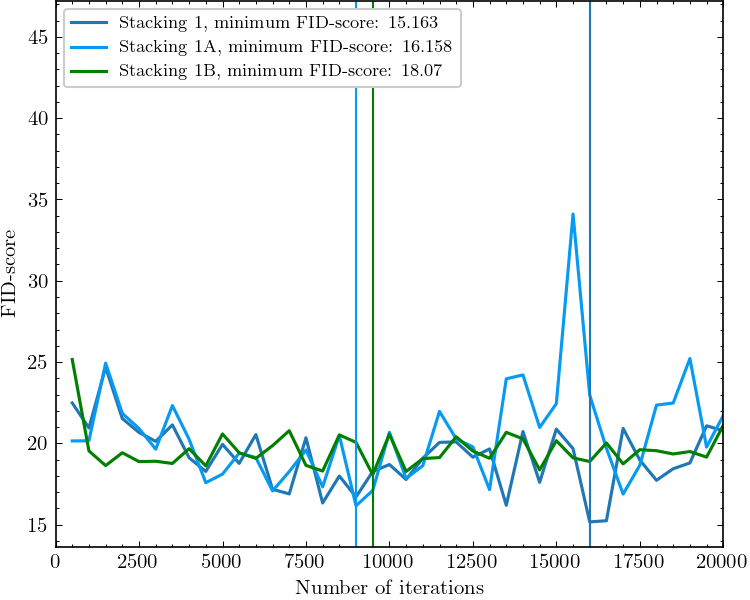 Stacking 1, minimum FID-score: 15.163
Stacking 1A, minimum FID-score: 16.158
Stacking 1B, minimum FID-score: 18.07
45
40
35
30
25
20
15
FID-score
0 2500 5000 7500 10000 12500 15000 17500 20000
Number of iterations